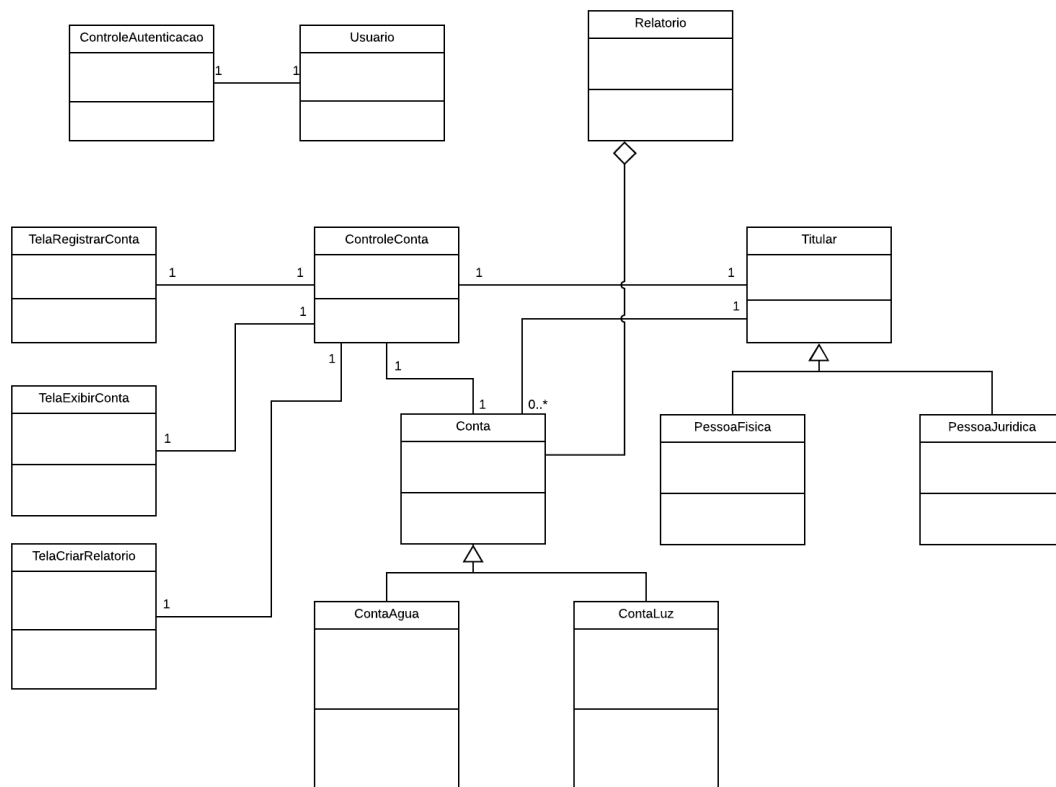 ControleAutenticacao
1
1
Usuario
Relatorio
TelaRegistrarConta
1
1
ControleConta
1
1
Titular
1
1
1
1
TelaExibirConta
1
1
0..*
Conta
PessoaFisica
PessoaJuridica
TelaCriarRelatorio
1
ContaAgua
ContaLuz